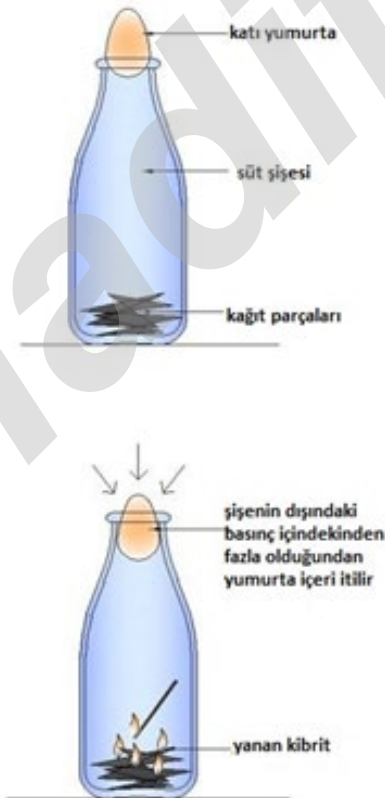 katı yumurta
süt şişesi
kağıt parçaları
şişenin dışındaki
basınç içindekinden
fazla olduğundan
yumurta içeri itilir
yanan kibrit